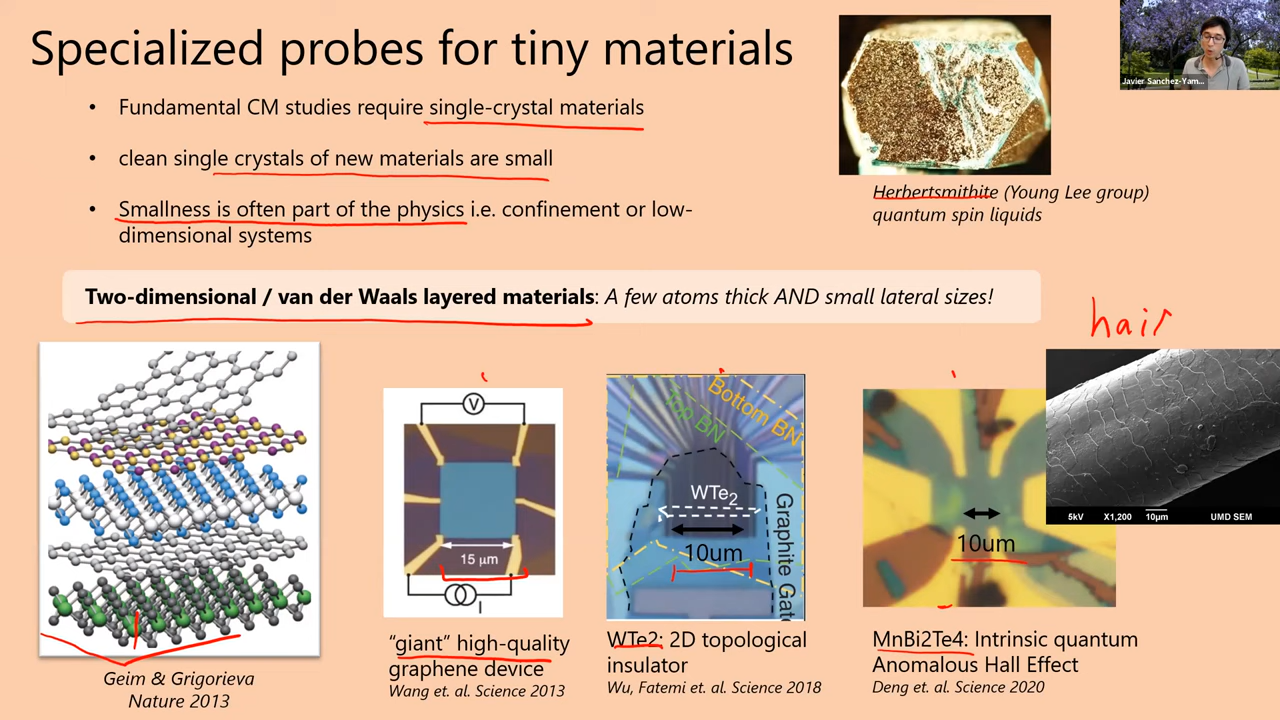 Specialized probes for tiny materials
Javier Sanchez-Yam...
• Fundamental CM studies require single-crystal materials
• clean single crystals of new materials are small
• Smallness is often part of the physics i.e. confinement or low-
dimensional systems
Herbertsmithite (Young Lee group)
quantum spin liquids
Two-dimensional / van der Waals layered materials: A few atoms thick AND small lateral sizes!
hair
V
15 μm
I
Top BN
Bottom BN
WTe2
10um
Graphite Gat
10um
5kV X1,200 10μm UMD SEM
Geim & Grigorieva
Nature 2013
"giant" high-quality
graphene device
Wang et. al. Science 2013
WTe2: 2D topological
insulator
Wu, Fatemi et. al. Science 2018
MnBi2Te4: Intrinsic quantum
Anomalous Hall Effect
Deng et. al. Science 2020